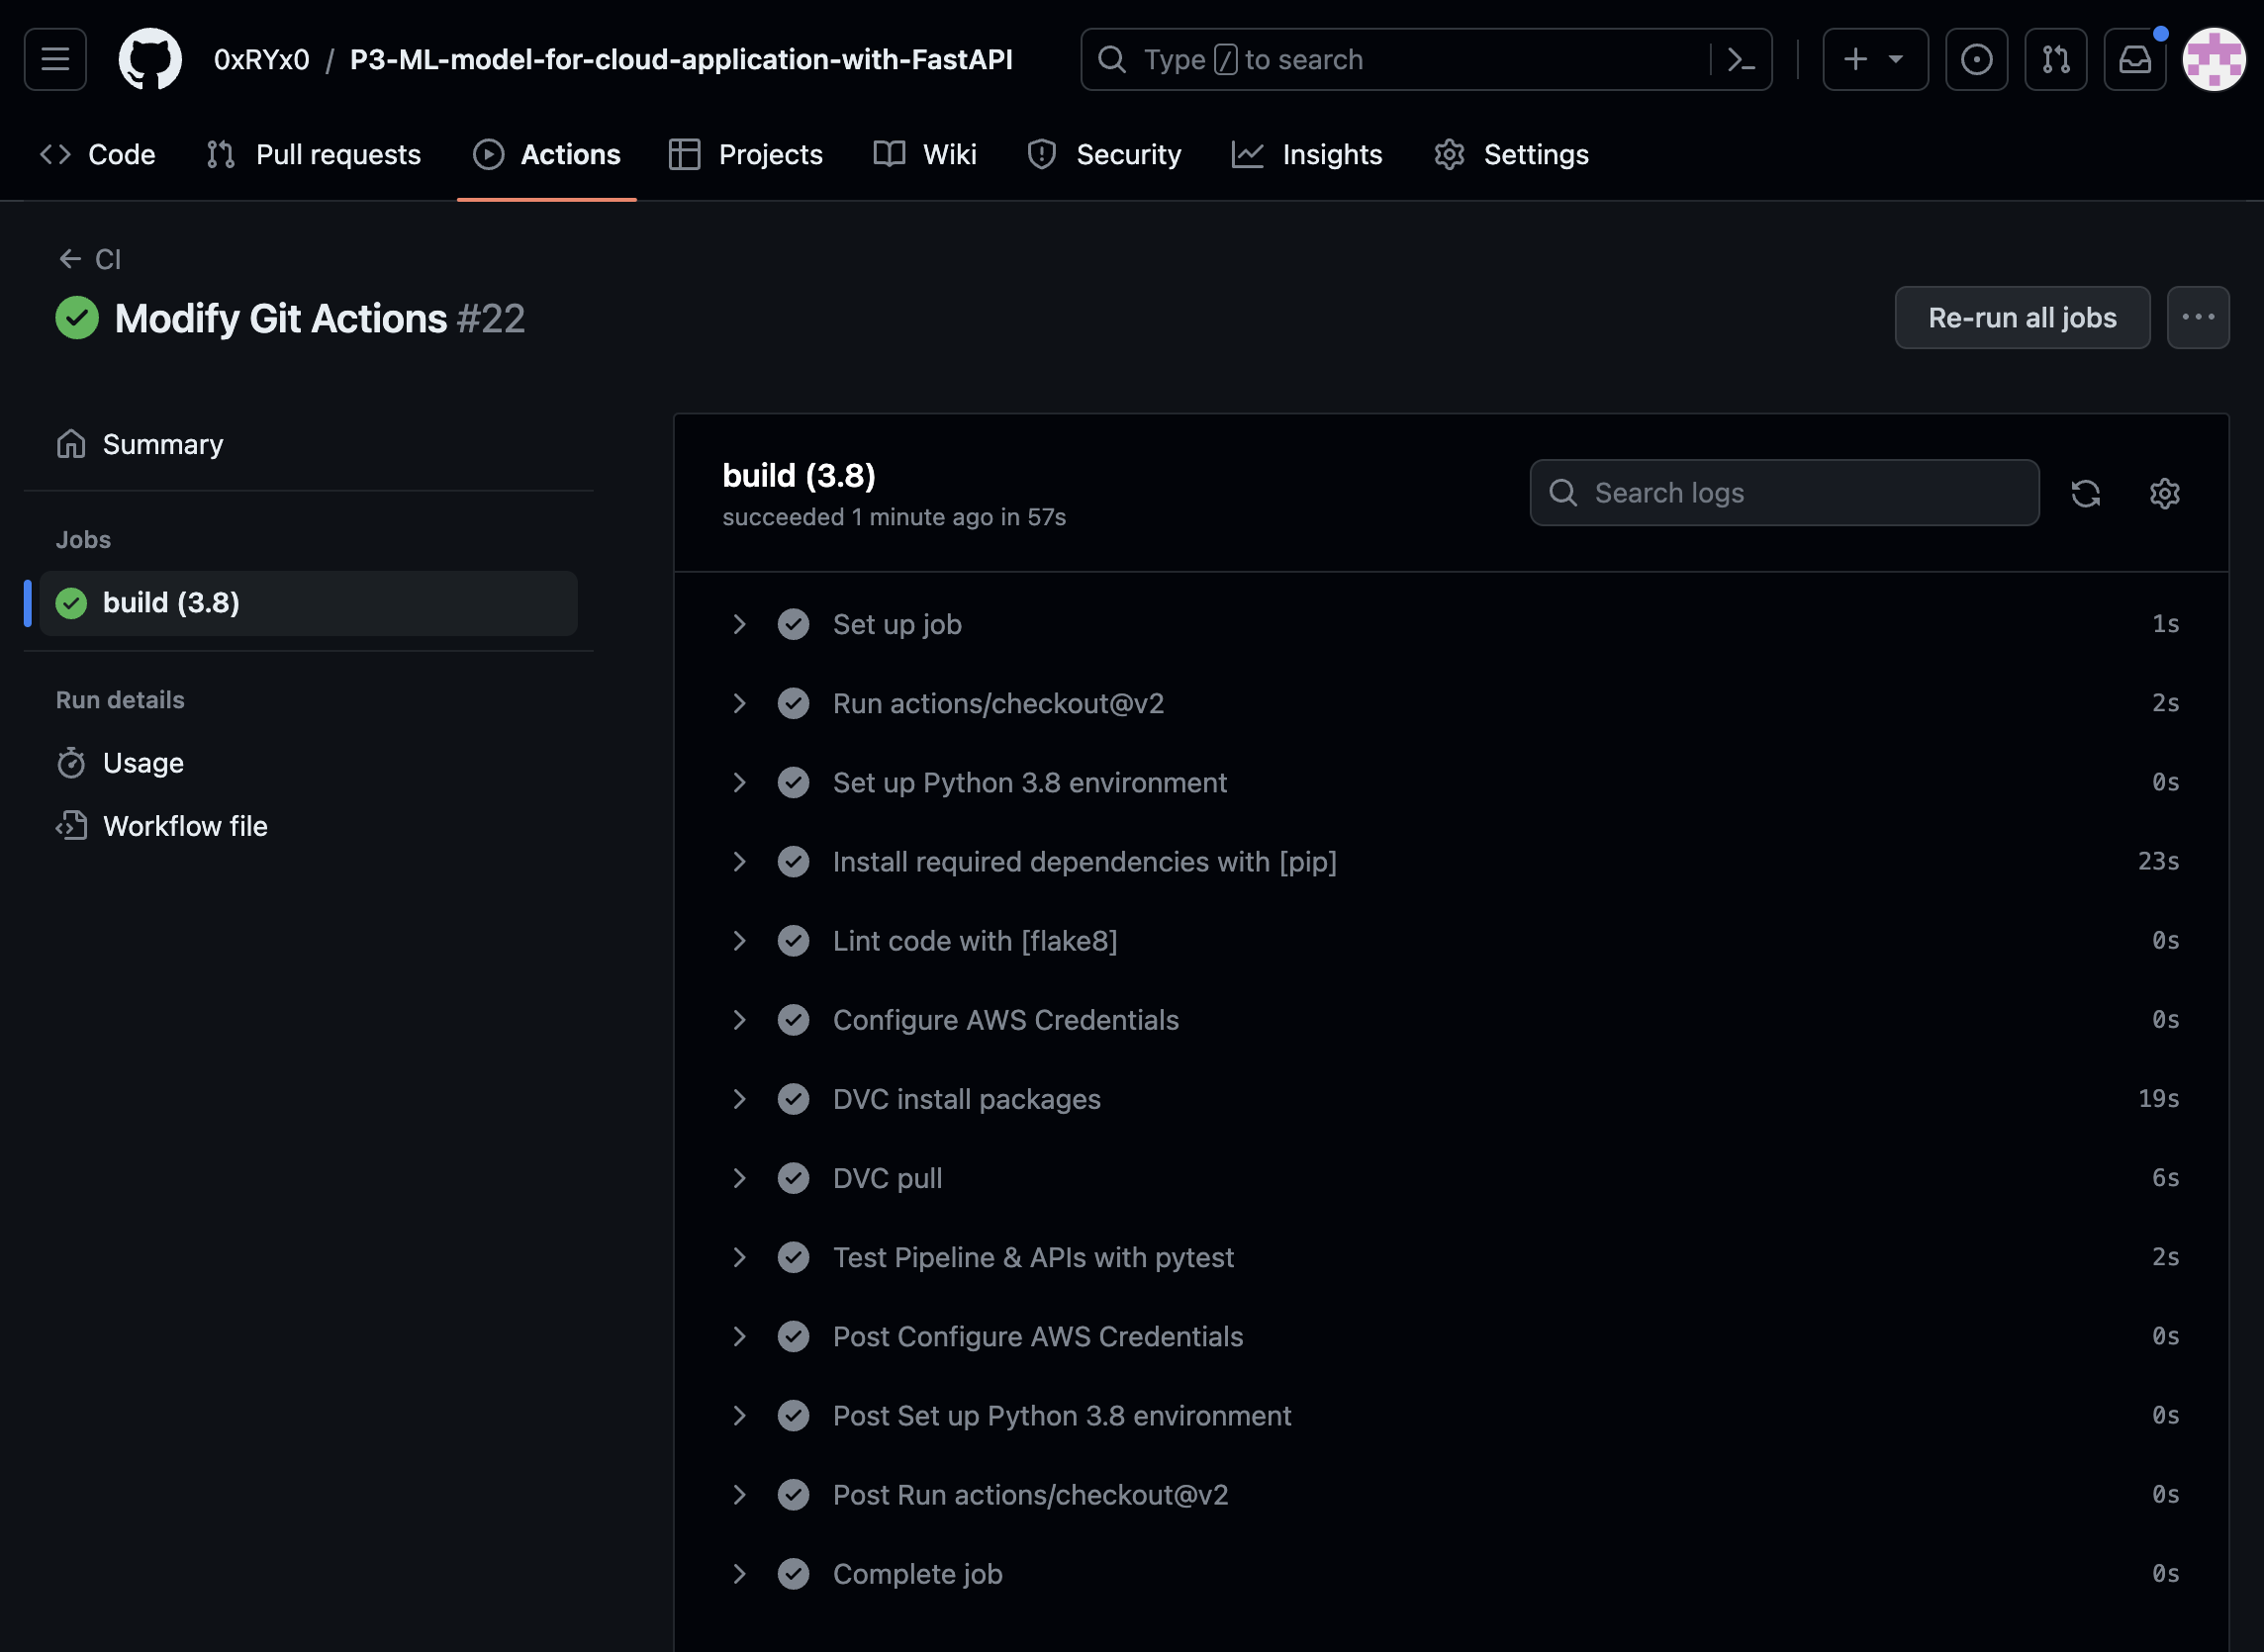 0xRYx0 / P3-ML-model-for-cloud-application-with-FastAPI
Type / to search
Code Pull requests Actions Projects Wiki Security Insights Settings
CI
Modify Git Actions #22
Re-run all jobs
Summary
Jobs
build (3.8)
Run details
Usage
Workflow file
build (3.8)
succeeded 1 minute ago in 57s
Search logs
Set up job 1s
Run actions/checkout@v2 2s
Set up Python 3.8 environment 0s
Install required dependencies with [pip] 23s
Lint code with [flake8] 0s
Configure AWS Credentials 0s
DVC install packages 19s
DVC pull 6s
Test Pipeline & APIs with pytest 2s
Post Configure AWS Credentials 0s
Post Set up Python 3.8 environment 0s
Post Run actions/checkout@v2 0s
Complete job 0s